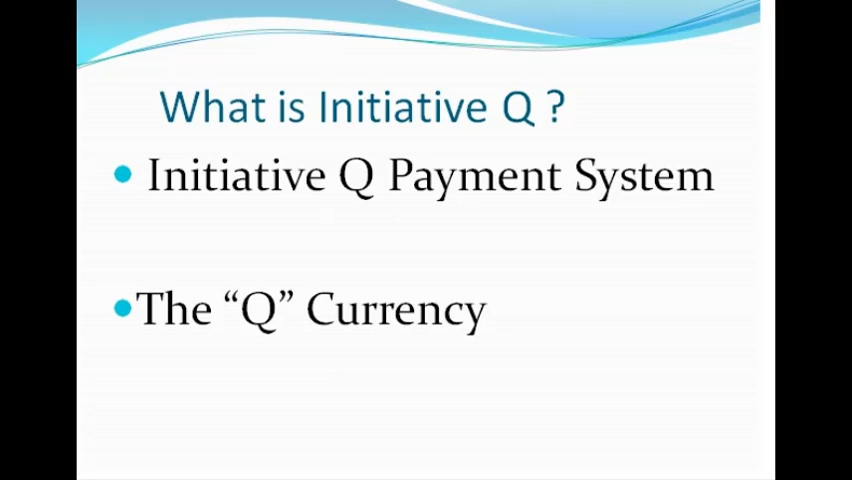 What is Initiative Q ?
• Initiative Q Payment System
•The “Q” Currency